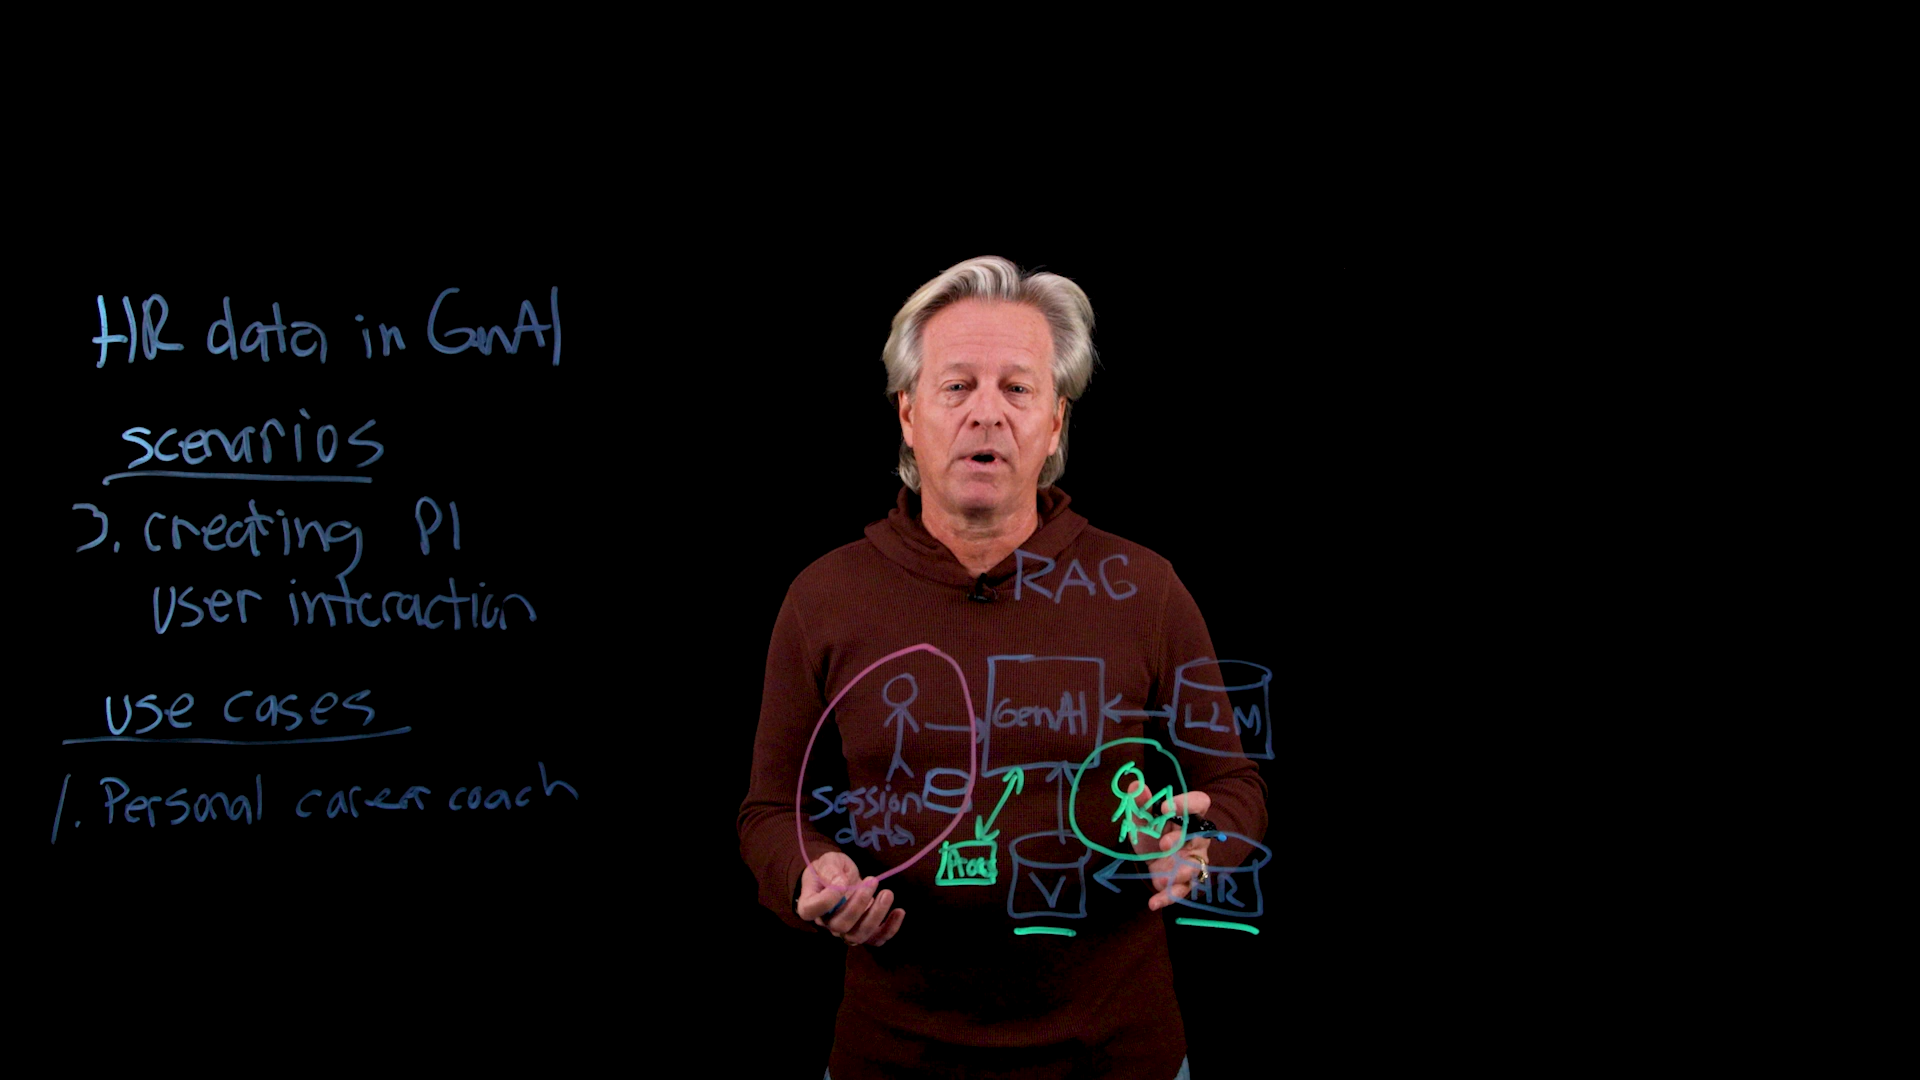 HR data in GenAI
scenarios
3. creating PI
user interaction
use cases
1. Personal career coach
RAG
GenAI
LLM
session
data
V
HR